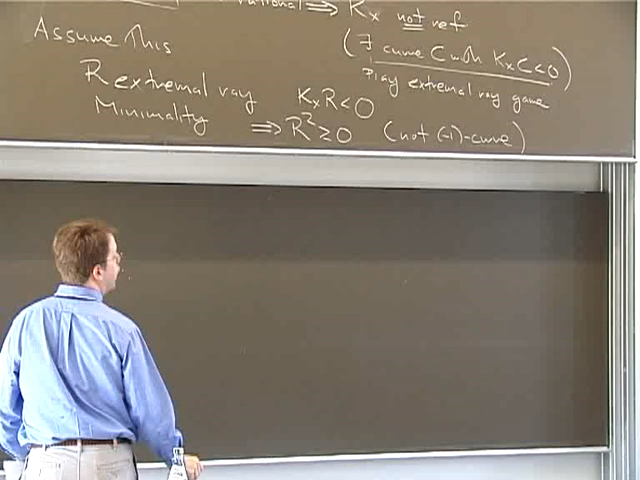 rational ⇒ K_X not nef
Assume this
(∃ curve C with K_X C < 0)
Play extremal ray game
R extremal ray K_X R < 0
Minimality ⇒ R² ≥ 0 (not (-1)-curve)